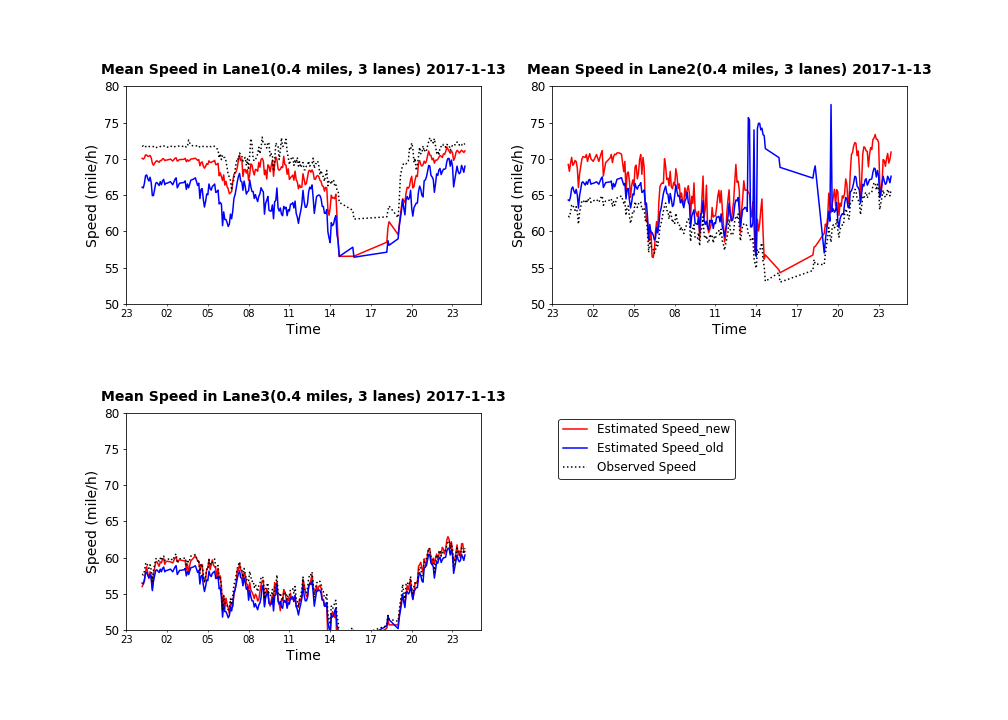 Mean Speed in Lane1(0.4 miles, 3 lanes) 2017-1-13
80
75
70
65
60
55
50
Speed (mile/h)
23 02 05 08 11 14 17 20 23
Time
Mean Speed in Lane2(0.4 miles, 3 lanes) 2017-1-13
80
75
70
65
60
55
50
Speed (mile/h)
23 02 05 08 11 14 17 20 23
Time
Mean Speed in Lane3(0.4 miles, 3 lanes) 2017-1-13
80
75
70
65
60
55
50
Speed (mile/h)
23 02 05 08 11 14 17 20 23
Time
Estimated Speed_new
Estimated Speed_old
Observed Speed